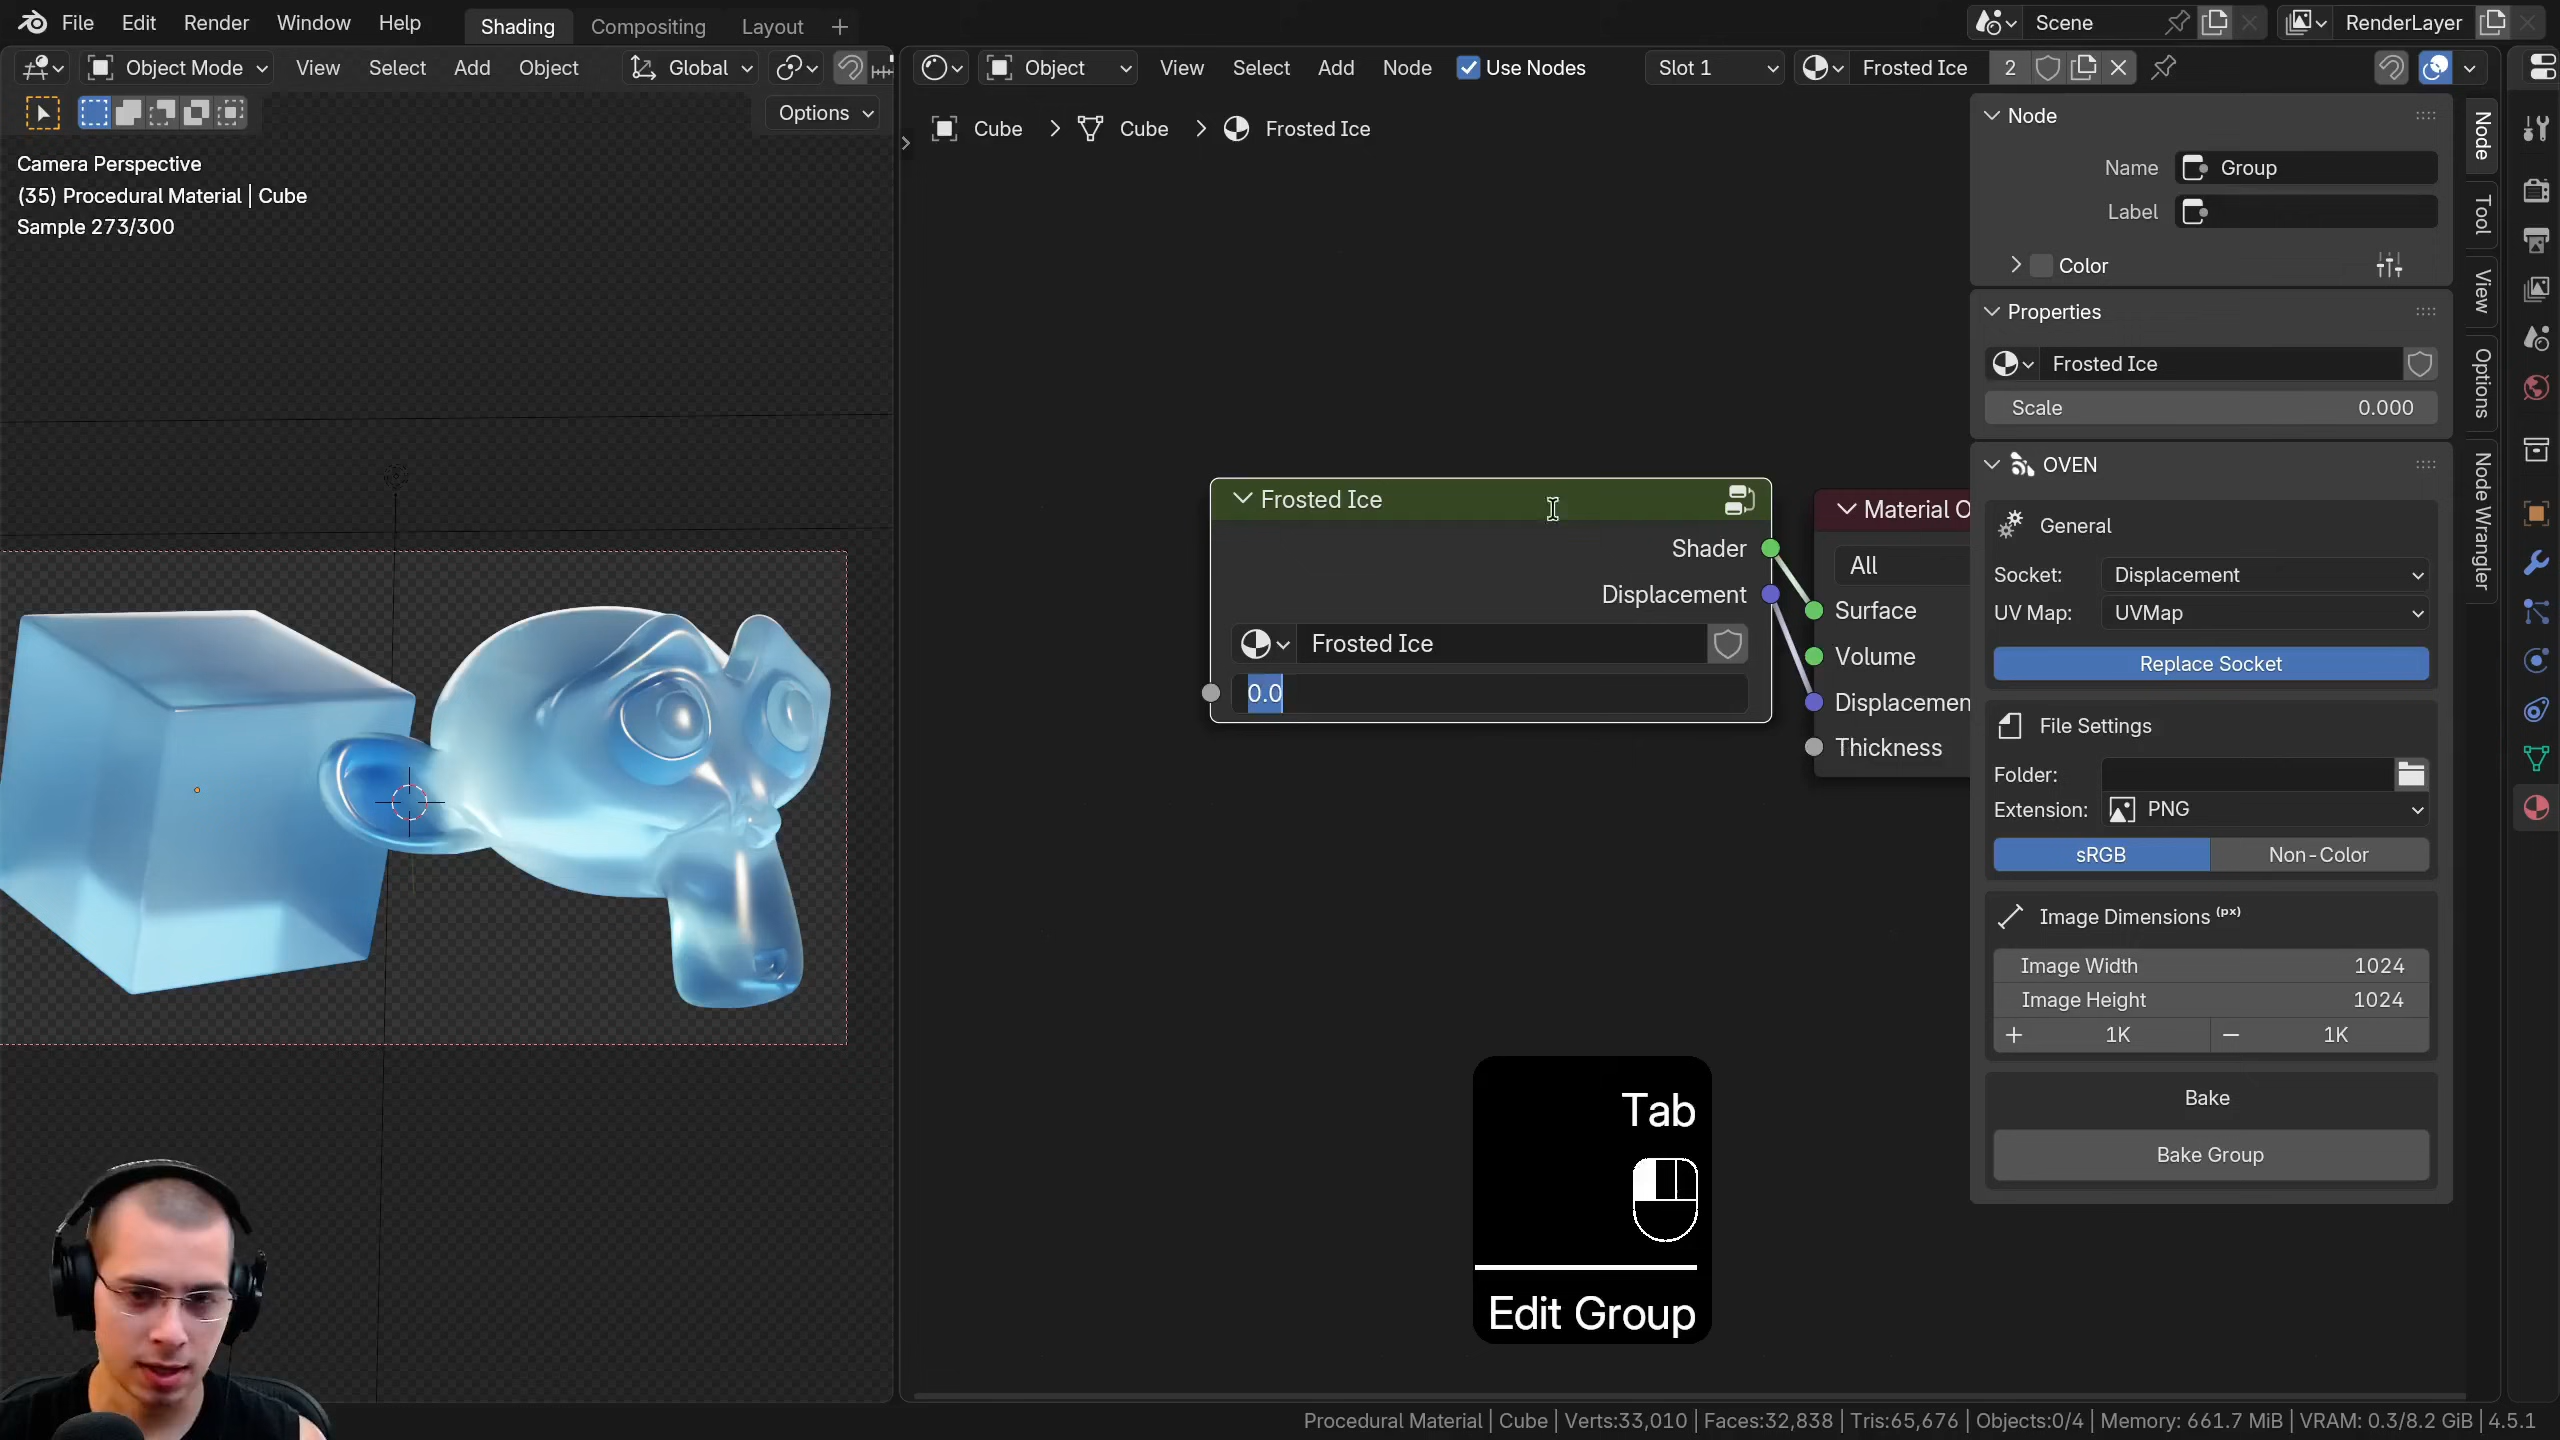 File Edit Render Window Help Shading Compositing Layout + Scene RenderLayer
Object Mode View Select Add Object Global
Object View Select Add Node Use Nodes Slot 1 Frosted Ice 2
Options
Cube > Cube > Frosted Ice
Camera Perspective
(35) Procedural Material | Cube
Sample 273/300
Frosted Ice
Shader
Displacement
Frosted Ice
0.0
Material O
All
Surface
Volume
Displacemen
Thickness
Node
Name Group
Label
Color
Properties
Frosted Ice
Scale 0.000
OVEN
General
Socket: Displacement
UV Map: UVMap
Replace Socket
File Settings
Folder:
Extension: PNG
sRGB Non-Color
Image Dimensions (px)
Image Width 1024
Image Height 1024
+ 1K − 1K
Bake
Bake Group
Node
Tool
View
Options
Node Wrangler
Tab
Edit Group
Procedural Material | Cube | Verts:33,010 | Faces:32,838 | Tris:65,676 | Objects:0/4 | Memory: 661.7 MiB | VRAM: 0.3/8.2 GiB | 4.5.1